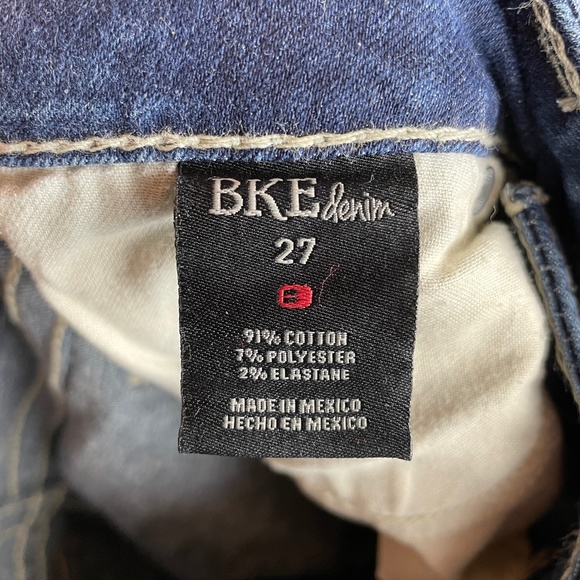 BKE denim
27
B
91% COTTON
7% POLYESTER
2% ELASTANE
MADE IN MEXICO
HECHO EN MEXICO